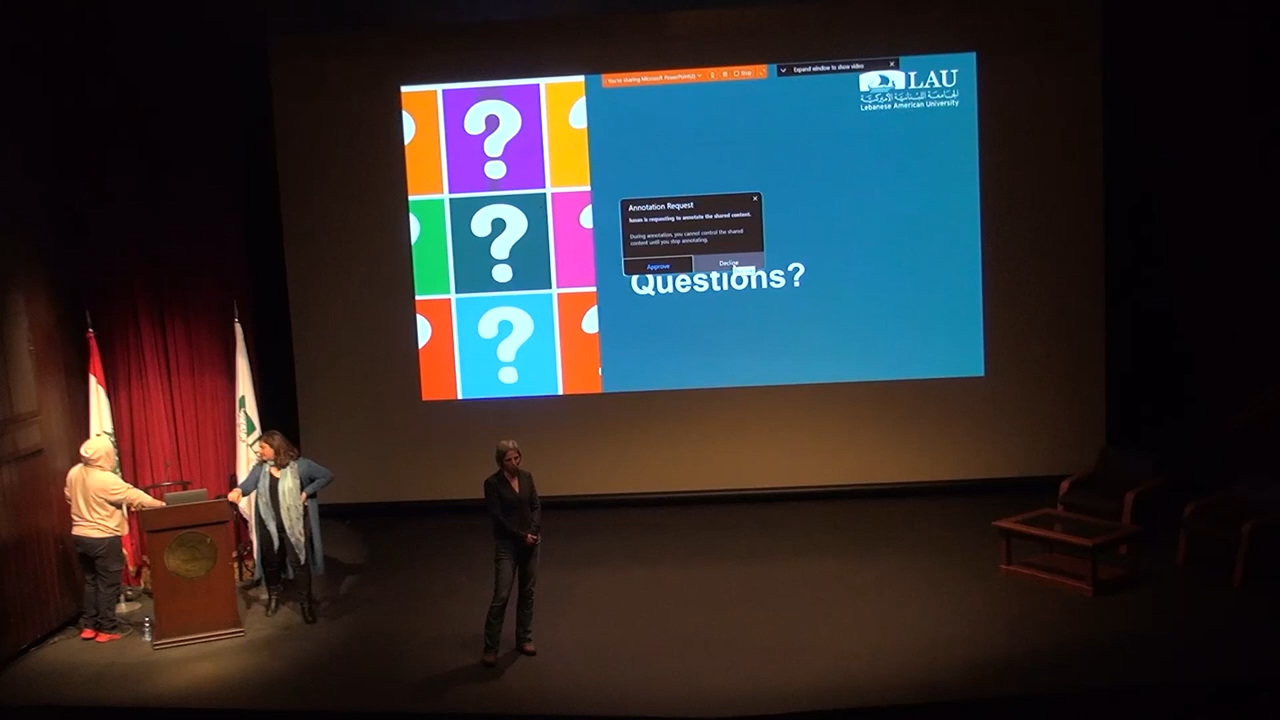 You're sharing Microsoft PowerPoint(s)
Stop
Expand window to show video
LAU
الجامعة اللبنانية الأميركية
Lebanese American University
? ? ?
Annotation Request
hasan is requesting to annotate the shared content.
During annotation, you cannot control the shared
content until you stop annotating.
Approve
Decline
Questions?